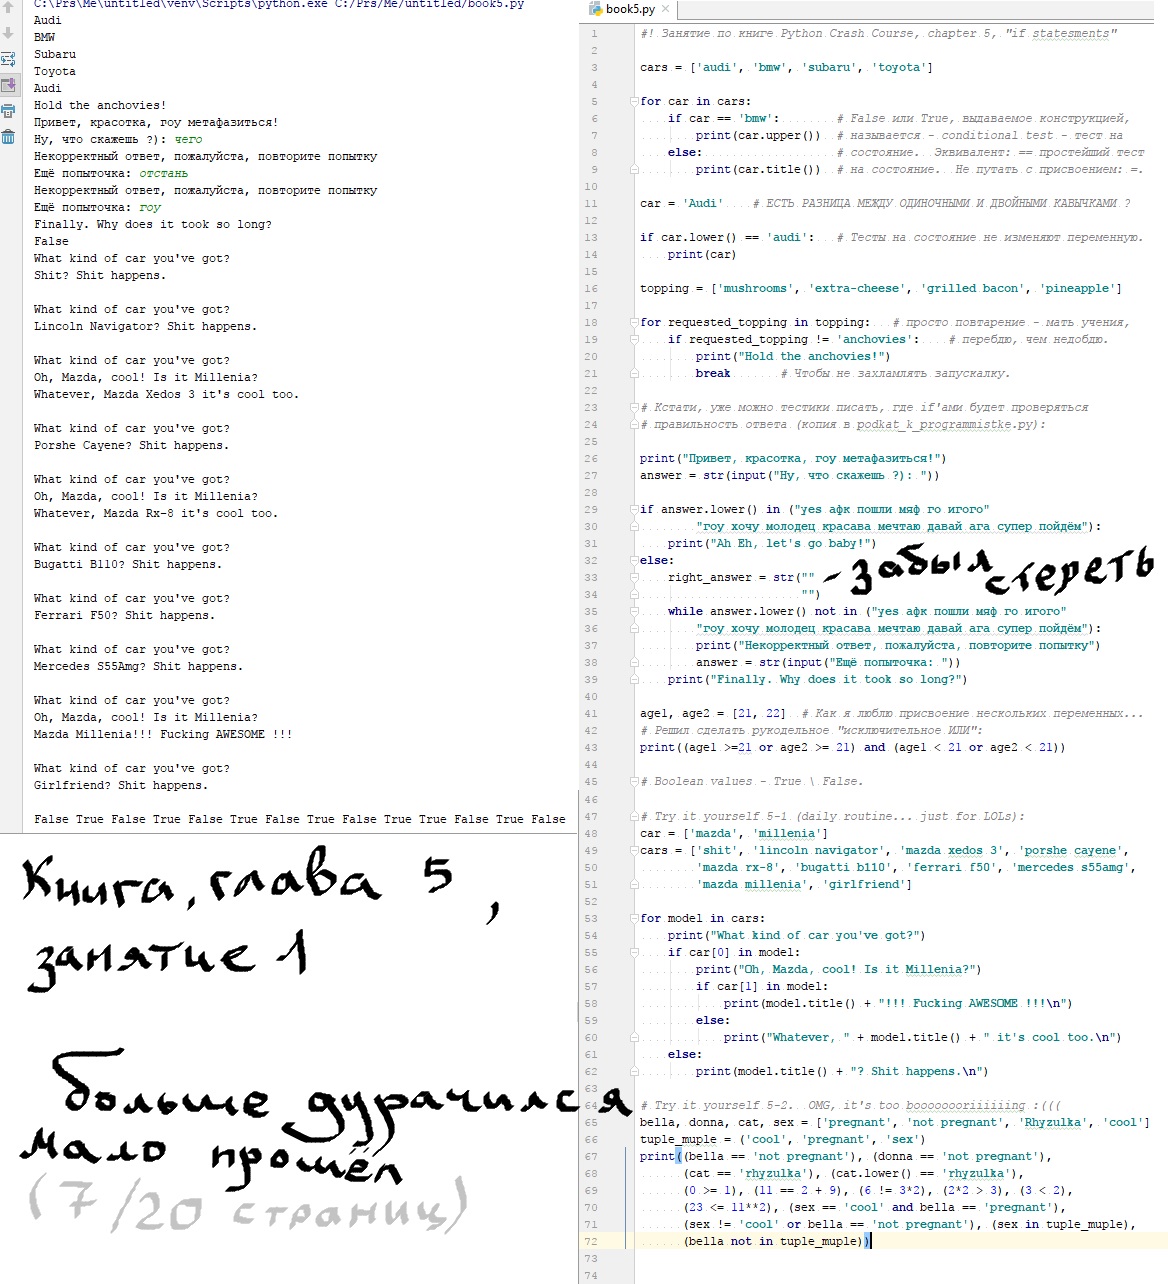 C:\Prs\Me\untitled\venv\Scripts\python.exe C:/Prs/Me/untitled/book5.py
Audi
BMW
Subaru
Toyota
Audi
Hold the anchovies!
Привет, красотка, гоу метафазиться!
Ну, что скажешь ?): чего
Некорректный ответ, пожалуйста, повторите попытку
Ещё попыточка: отстань
Некорректный ответ, пожалуйста, повторите попытку
Ещё попыточка: гоу
Finally. Why does it took so long?
False
What kind of car you've got?
Shit? Shit happens.
What kind of car you've got?
Lincoln Navigator? Shit happens.
What kind of car you've got?
Oh, Mazda, cool! Is it Millenia?
Whatever, Mazda Xedos 3 it's cool too.
What kind of car you've got?
Porshe Cayene? Shit happens.
What kind of car you've got?
Oh, Mazda, cool! Is it Millenia?
Whatever, Mazda Rx-8 it's cool too.
What kind of car you've got?
Bugatti B110? Shit happens.
What kind of car you've got?
Ferrari F50? Shit happens.
What kind of car you've got?
Mercedes S55Amg? Shit happens.
What kind of car you've got?
Oh, Mazda, cool! Is it Millenia?
Mazda Millenia!!! Fucking AWESOME !!!
What kind of car you've got?
Girlfriend? Shit happens.
False True False True False True False True True False True False
Книга, глава 5,
занятие 1
больше дурачился
мало прошёл
(7/20 страниц)
book5.py
1 #! Занятие по книге Python Crash Course, chapter 5, "if statesments"
2
3 cars = ['audi', 'bmw', 'subaru', 'toyota']
4
5 for car in cars:
6 if car == 'bmw': # False или True, выдаваемое конструкцией,
7 print(car.upper()) # называется - conditional test - тест на
8 else: # состояние. Эквивалент: == простейший тест
9 print(car.title()) # на состояние. Не путать с присвоением: =.
10
11 car = 'Audi' # ЕСТЬ РАЗНИЦА МЕЖДУ ОДИНОЧНЫМИ И ДВОЙНЫМИ КАВЫЧКАМИ ?
12
13 if car.lower() == 'audi': # Тесты на состояние не изменяют переменную.
14 print(car)
15
16 topping = ['mushrooms', 'extra-cheese', 'grilled bacon', 'pineapple']
17
18 for requested_topping in topping: # просто повтарение - мать учения,
19 if requested_topping != 'anchovies': # перебдю, чем недобдю.
20 print("Hold the anchovies!")
21 break # Чтобы не захламлять запускалку.
22
23 # Кстати, уже можно тестики писать, где if'ами будет проверяться
24 # правильность ответа (копия в podkat_k_programmistke.py):
25
26 print("Привет, красотка, гоу метафазиться!")
27 answer = str(input("Ну, что скажешь ?): "))
28
29 if answer.lower() in ("yes афк пошли мяф го игого"
30 "гоу хочу молодец красава мечтаю давай ага супер пойдём"):
31 print("Ah Eh, let's go baby!")
32 else:
33 right_answer = str("" - забыл стереть
34 "")
35 while answer.lower() not in ("yes афк пошли мяф го игого"
36 "гоу хочу молодец красава мечтаю давай ага супер пойдём"):
37 print("Некорректный ответ, пожалуйста, повторите попытку")
38 answer = str(input("Ещё попыточка: "))
39 print("Finally. Why does it took so long?")
40
41 age1, age2 = [21, 22] # Как я люблю присвоение нескольких переменных...
42 # Решил сделать рукодельное "исключительное ИЛИ":
43 print((age1 >=21 or age2 >= 21) and (age1 < 21 or age2 < 21))
44
45 # Boolean values - True \ False.
46
47 # Try it yourself 5-1 (daily routine... just for LOLs):
48 car = ['mazda', 'millenia']
49 cars = ['shit', 'lincoln navigator', 'mazda xedos 3', 'porshe cayene',
50 'mazda rx-8', 'bugatti b110', 'ferrari f50', 'mercedes s55amg',
51 'mazda millenia', 'girlfriend']
52
53 for model in cars:
54 print("What kind of car you've got?")
55 if car[0] in model:
56 print("Oh, Mazda, cool! Is it Millenia?")
57 if car[1] in model:
58 print(model.title() + "!!! Fucking AWESOME !!!\n")
59 else:
60 print("Whatever, " + model.title() + " it's cool too.\n")
61 else:
62 print(model.title() + "? Shit happens.\n")
63
64 # Try it yourself 5-2... OMG, it's too boooooooriiiiiing :(((
65 bella, donna, cat, sex = ['pregnant', 'not pregnant', 'Rhyzulka', 'cool']
66 tuple_muple = ('cool', 'pregnant', 'sex')
67 print((bella == 'not pregnant'), (donna == 'not pregnant'),
68 (cat == 'rhyzulka'), (cat.lower() == 'rhyzulka'),
69 (0 >= 1), (11 == 2 + 9), (6 != 3*2), (2*2 > 3), (3 < 2),
70 (23 <= 11**2), (sex == 'cool' and bella == 'pregnant'),
71 (sex != 'cool' or bella == 'not pregnant'), (sex in tuple_muple),
72 (bella not in tuple_muple))
73
74